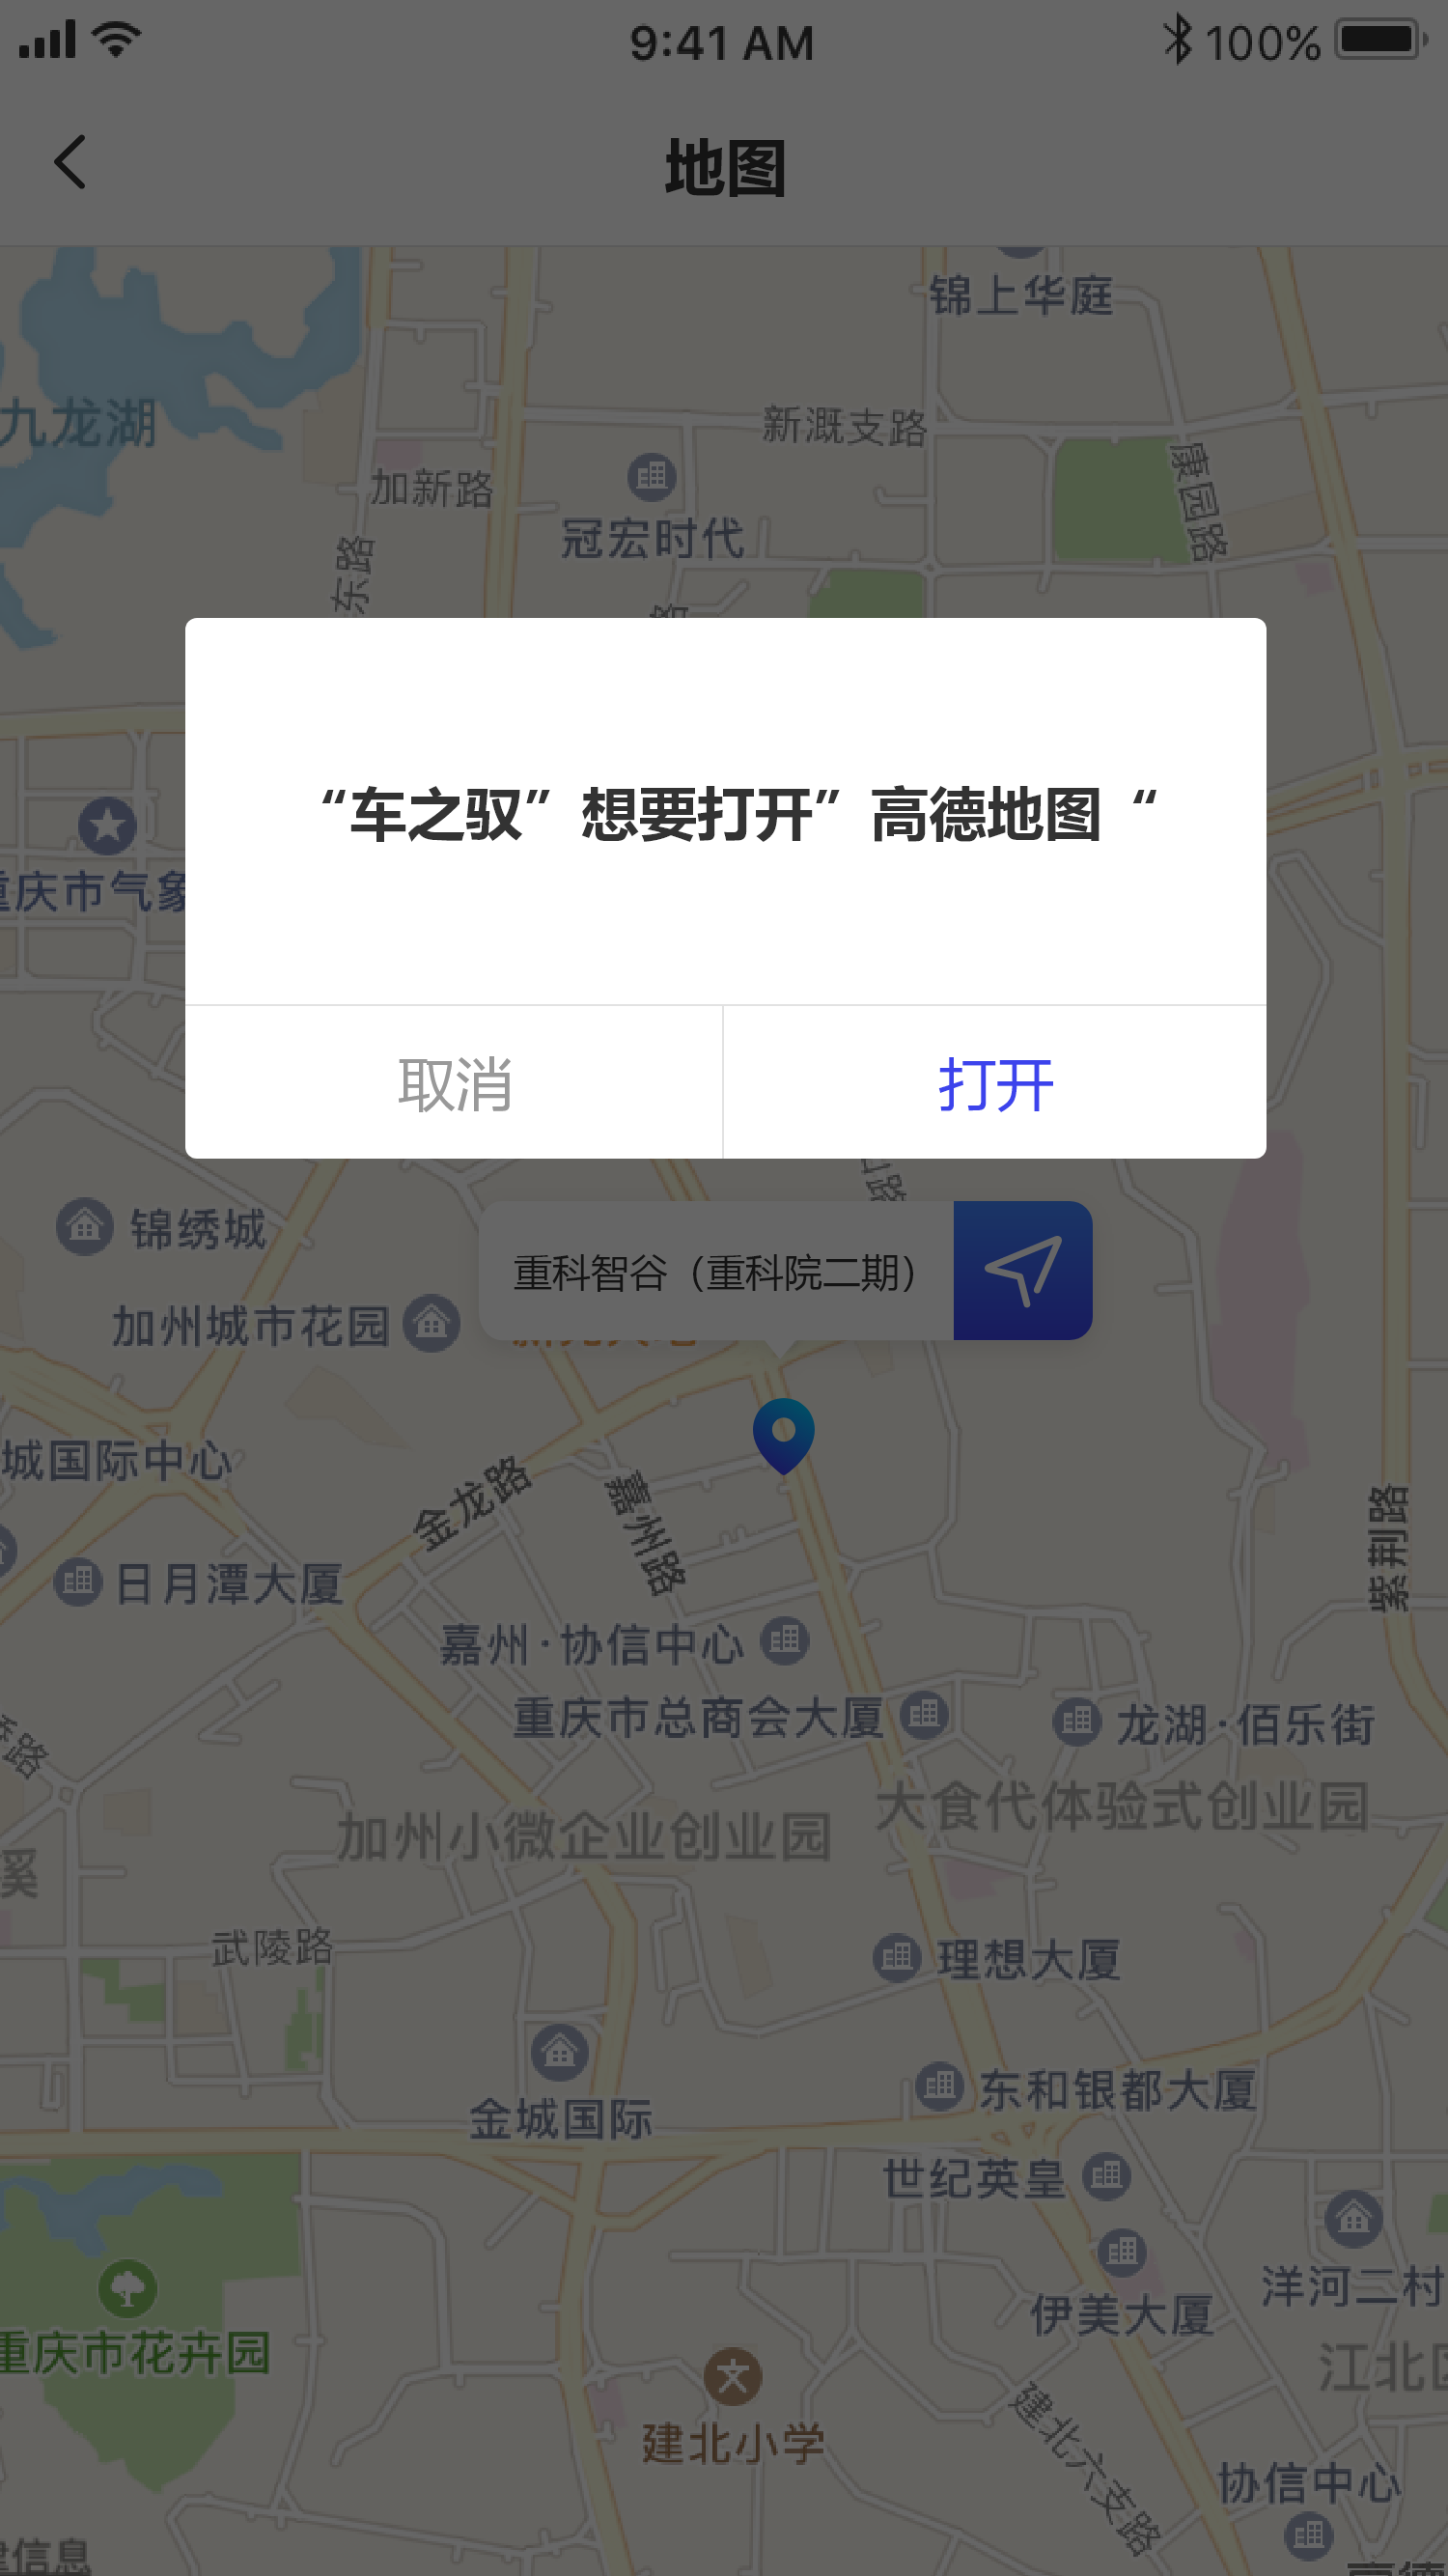 9:41 AM
100%
地图
锦上华庭
九龙湖
新溉支路
加新路
康园路
冠宏时代
东路
路
“车之驭”想要打开”高德地图“
重庆市气象
取消
打开
路
锦绣城
重科智谷（重科院二期）
加州城市花园
城国际中心
金龙路
嘉州路
紫荆路
日月潭大厦
嘉州·协信中心
重庆市总商会大厦
龙湖·佰乐街
路
大食代体验式创业园
加州小微企业创业园
溪
武陵路
理想大厦
金城国际
东和银都大厦
世纪英皇
洋河二村
伊美大厦
重庆市花卉园
江北区
建北小学
建北六支路
协信中心
信息